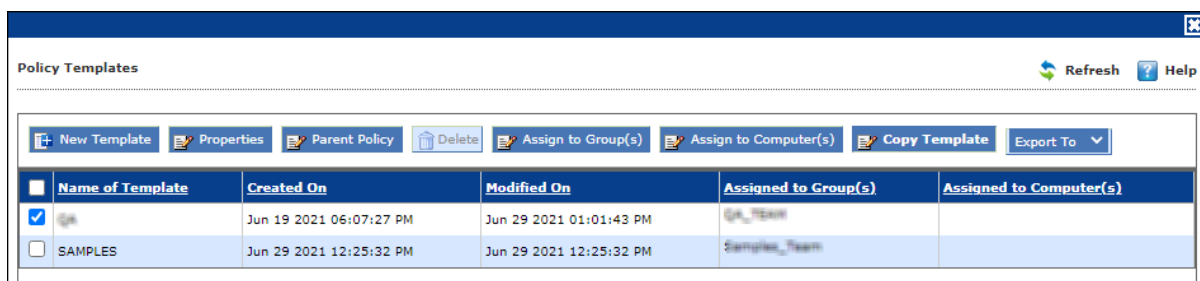 Policy Templates Refresh ? Help
New Template Properties Parent Policy Delete Assign to Group(s) Assign to Computer(s) Copy Template Export To
Name of Template Created On Modified On Assigned to Group(s) Assigned to Computer(s)
Jun 19 2021 06:07:27 PM Jun 29 2021 01:01:43 PM
SAMPLES Jun 29 2021 12:25:32 PM Jun 29 2021 12:25:32 PM